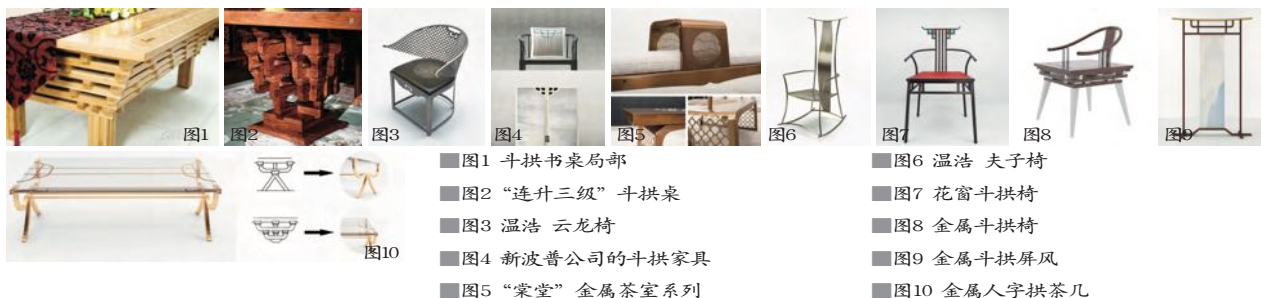 图1
图2
图3
图4
图5
图6
图7
图8
图9
图10
■图1 斗拱书桌局部
■图2 “连升三级”斗拱桌
■图3 温浩 云龙椅
■图4 新波普公司的斗拱家具
■图5 “棠堂”金属茶室系列
■图6 温浩 夫子椅
■图7 花窗斗拱椅
■图8 金属斗拱椅
■图9 金属斗拱屏风
■图10 金属人字拱茶几